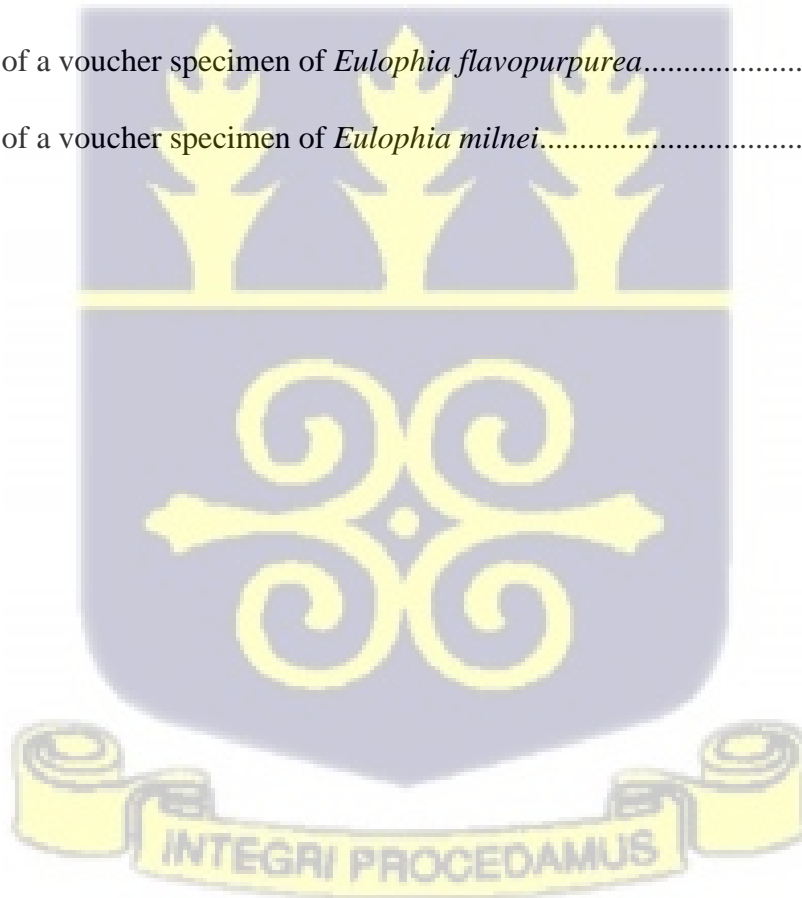 of a voucher specimen of Eulophia flavopurpurea....................
of a voucher specimen of Eulophia milnei.................................
INTEGRI PROCEDAMUS